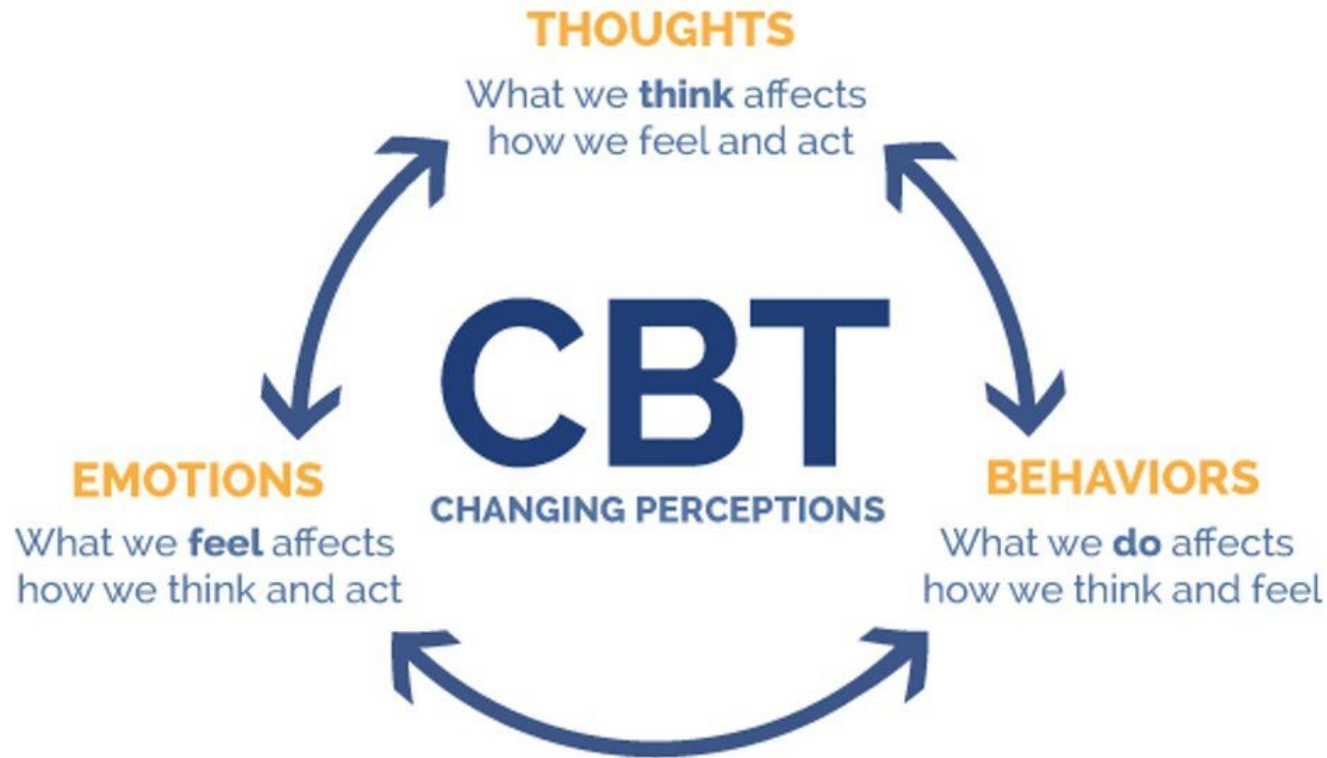 THOUGHTS
What we think affects
how we feel and act
CBT
CHANGING PERCEPTIONS
EMOTIONS
What we feel affects
how we think and act
BEHAVIORS
What we do affects
how we think and feel